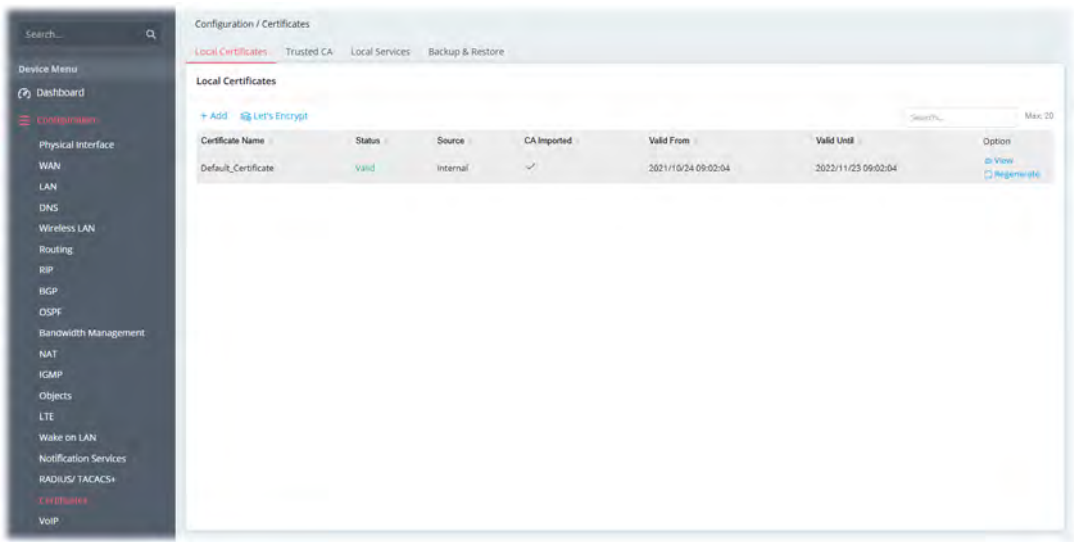 Search...
Device Menu
Dashboard
Configuration
Physical Interface
WAN
LAN
DNS
Wireless LAN
Routing
RIP
BGP
OSPF
Bandwidth Management
NAT
IGMP
Objects
LTE
Wake on LAN
Notification Services
RADIUS/ TACACS+
Certificates
VoIP
Configuration / Certificates
Local Certificates Trusted CA Local Services Backup & Restore
Local Certificates
+ Add Let's Encrypt Search... Max: 20
Certificate Name Status Source CA Imported Valid From Valid Until Option
Default_Certificate Valid Internal 2021/10/24 09:02:04 2022/11/23 09:02:04 View
Regenerate